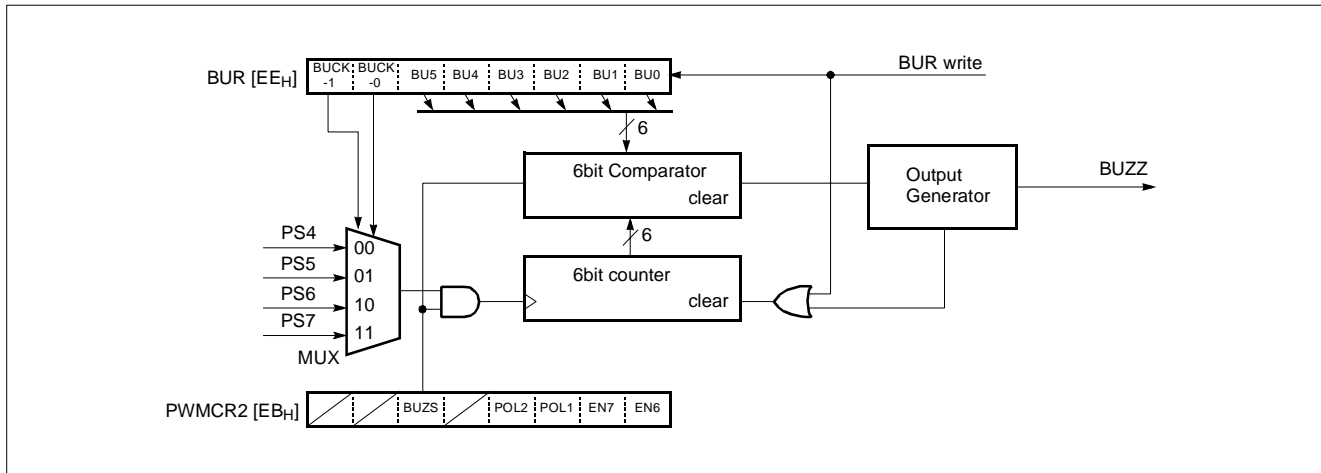 BUR [EEH]
BUCK-1 BUCK-0 BU5 BU4 BU3 BU2 BU1 BU0
BUR write
6
6bit Comparator
clear
Output Generator
BUZZ
PS4
00
6
PS5
01
6bit counter
PS6
10
clear
PS7
11
MUX
PWMCR2 [EBH]
BUZS POL2 POL1 EN7 EN6